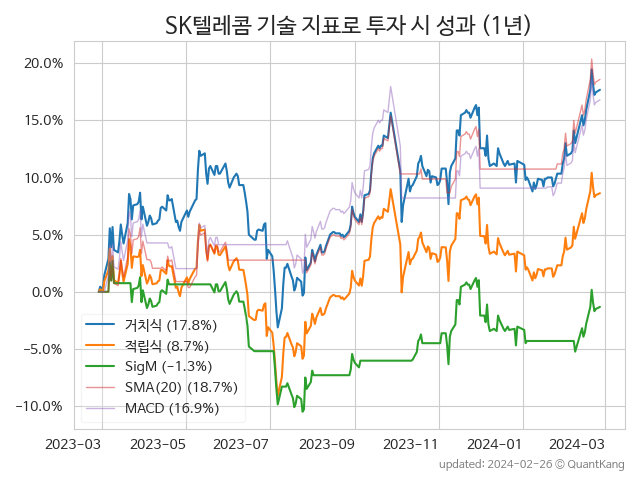 SK텔레콤 기술 지표로 투자 시 성과 (1년)
20.0%
15.0%
10.0%
5.0%
0.0%
−5.0%
−10.0%
거치식 (17.8%)
적립식 (8.7%)
SigM (−1.3%)
SMA(20) (18.7%)
MACD (16.9%)
2023-03 2023-05 2023-07 2023-09 2023-11 2024-01 2024-03
updated: 2024-02-26 ⓒ QuantKang